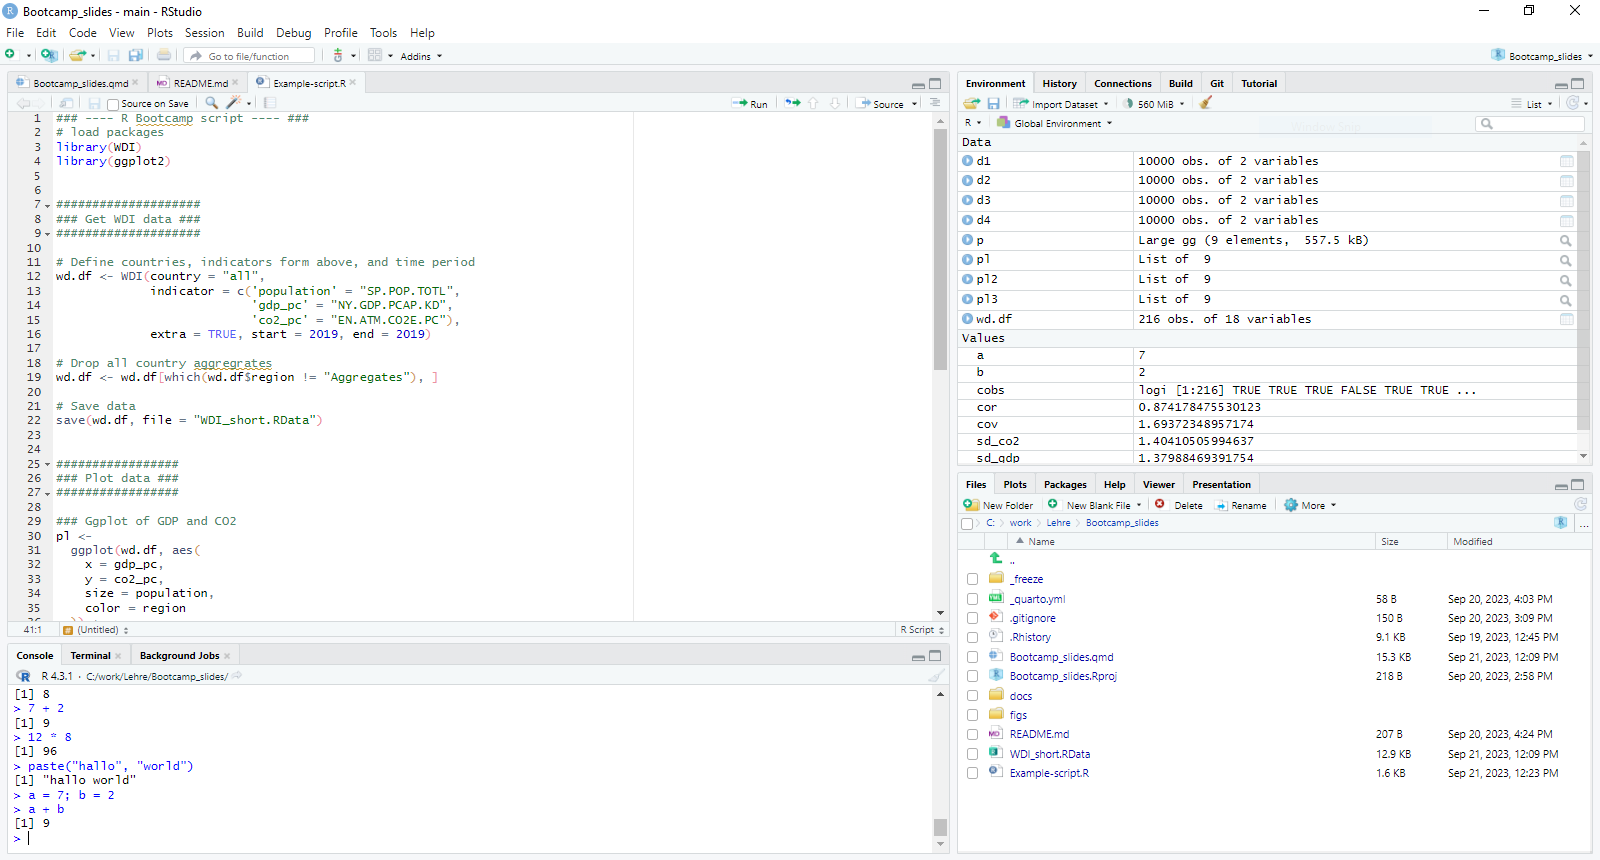 Bootcamp_slides - main - RStudio
File Edit Code View Plots Session Build Debug Profile Tools Help
Go to file/function Addins Bootcamp_slides
Bootcamp_slides.qmd README.md Example-script.R
Source on Save Run Source
1 ### ---- R Bootcamp script ---- ###
2 # load packages
3 library(WDI)
4 library(ggplot2)
5
6
7 ####################
8 ### Get WDI data ###
9 ####################
10
11 # Define countries, indicators form above, and time period
12 wd.df <- WDI(country = "all",
13 indicator = c('population' = "SP.POP.TOTL",
14 'gdp_pc' = "NY.GDP.PCAP.KD",
15 'co2_pc' = "EN.ATM.CO2E.PC"),
16 extra = TRUE, start = 2019, end = 2019)
17
18 # Drop all country aggregrates
19 wd.df <- wd.df[which(wd.df$region != "Aggregates"), ]
20
21 # Save data
22 save(wd.df, file = "WDI_short.RData")
23
24
25 #################
26 ### Plot data ###
27 #################
28
29 ### Ggplot of GDP and CO2
30 pl <-
31 ggplot(wd.df, aes(
32 x = gdp_pc,
33 y = co2_pc,
34 size = population,
35 color = region
41:1 (Untitled) R Script
Console Terminal Background Jobs
R 4.3.1 · C:/work/Lehre/Bootcamp_slides/
[1] 8
> 7 + 2
[1] 9
> 12 * 8
[1] 96
> paste("hallo", "world")
[1] "hallo world"
> a = 7; b = 2
> a + b
[1] 9
>
Environment History Connections Build Git Tutorial
Import Dataset 560 MiB List
R Global Environment
Data
d1 10000 obs. of 2 variables
d2 10000 obs. of 2 variables
d3 10000 obs. of 2 variables
d4 10000 obs. of 2 variables
p Large gg (9 elements, 557.5 kB)
pl List of 9
pl2 List of 9
pl3 List of 9
wd.df 216 obs. of 18 variables
Values
a 7
b 2
cobs logi [1:216] TRUE TRUE TRUE FALSE TRUE TRUE ...
cor 0.874178475530123
cov 1.69372348957174
sd_co2 1.40410505994637
sd_gdp 1.37988469391754
Files Plots Packages Help Viewer Presentation
New Folder New Blank File Delete Rename More
C: work Lehre Bootcamp_slides ...
Name Size Modified
..
_freeze
_quarto.yml 58 B Sep 20, 2023, 4:03 PM
.gitignore 150 B Sep 20, 2023, 3:09 PM
.Rhistory 9.1 KB Sep 19, 2023, 12:45 PM
Bootcamp_slides.qmd 15.3 KB Sep 21, 2023, 12:09 PM
Bootcamp_slides.Rproj 218 B Sep 20, 2023, 2:58 PM
docs
figs
README.md 207 B Sep 20, 2023, 4:24 PM
WDI_short.RData 12.9 KB Sep 21, 2023, 12:09 PM
Example-script.R 1.6 KB Sep 21, 2023, 12:23 PM